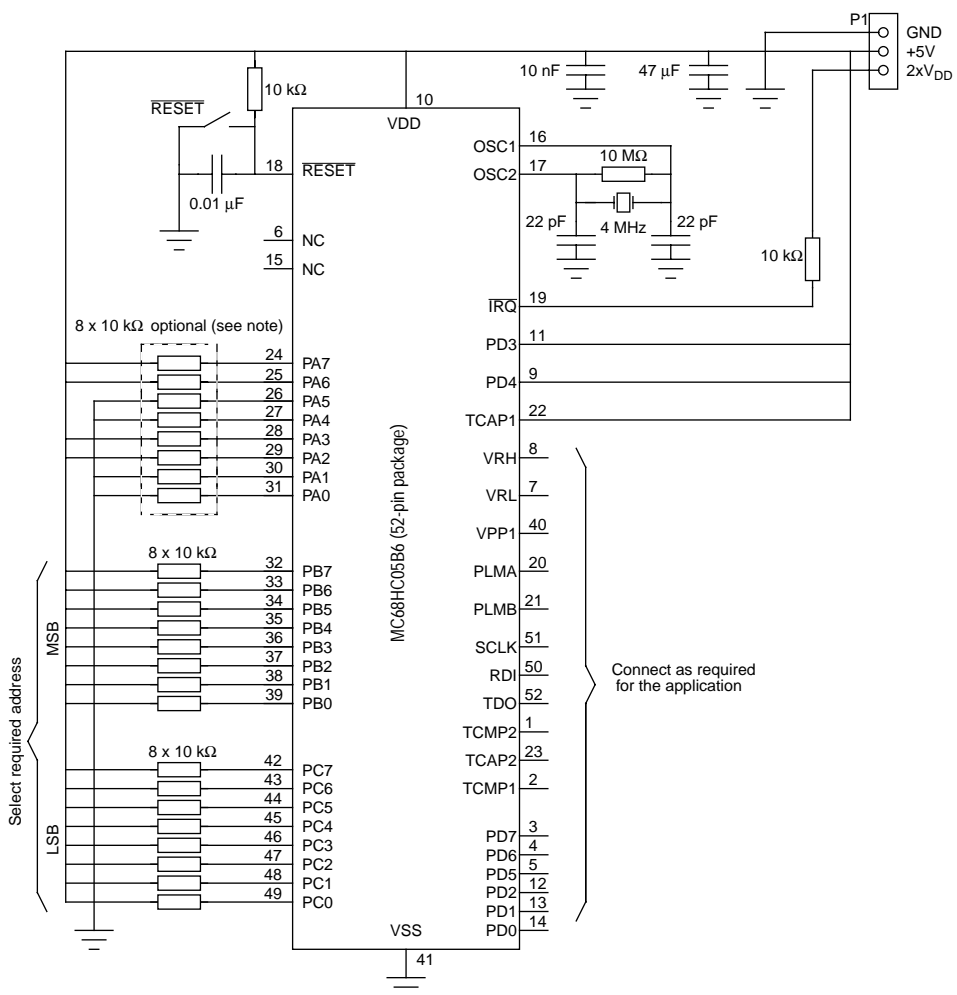 P1
GND
+5V
2xVDD
10 nF
47 µF
10 kΩ
RESET
10
VDD
18
RESET
0.01 µF
6
NC
15
NC
16
OSC1
10 MΩ
17
OSC2
22 pF
4 MHz
22 pF
10 kΩ
19
IRQ
11
PD3
9
PD4
22
TCAP1
8 x 10 kΩ optional (see note)
24
PA7
25
PA6
26
PA5
27
PA4
28
PA3
29
PA2
30
PA1
31
PA0
MC68HC05B6 (52-pin package)
8
VRH
7
VRL
40
VPP1
20
PLMA
21
PLMB
51
SCLK
50
RDI
52
TDO
1
TCMP2
23
TCAP2
2
TCMP1
3
PD7
4
PD6
5
PD5
12
PD2
13
PD1
14
PD0
Connect as required
for the application
8 x 10 kΩ
32
PB7
33
PB6
34
PB5
35
PB4
36
PB3
37
PB2
38
PB1
39
PB0
MSB
Select required address
LSB
8 x 10 kΩ
42
PC7
43
PC6
44
PC5
45
PC4
46
PC3
47
PC2
48
PC1
49
PC0
VSS
41